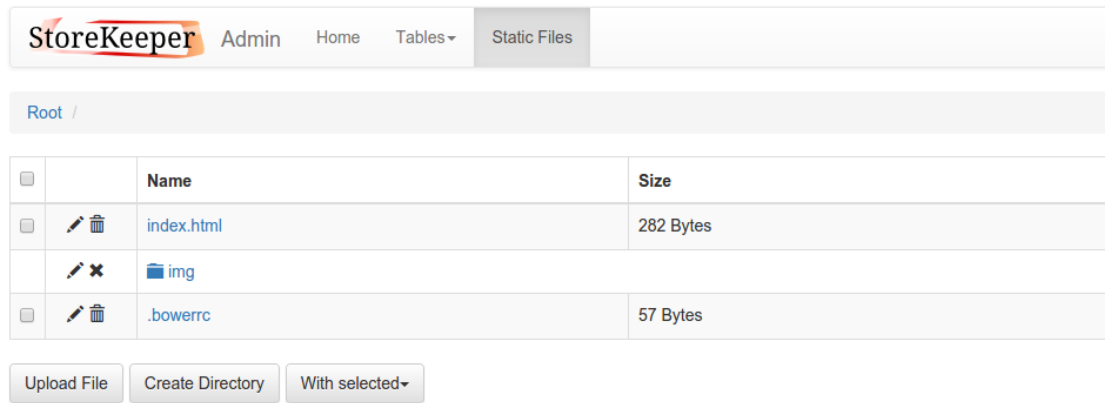 StoreKeeper Admin Home Tables Static Files
Root /
Name Size
index.html 282 Bytes
img
.bowerrc 57 Bytes
Upload File Create Directory With selected